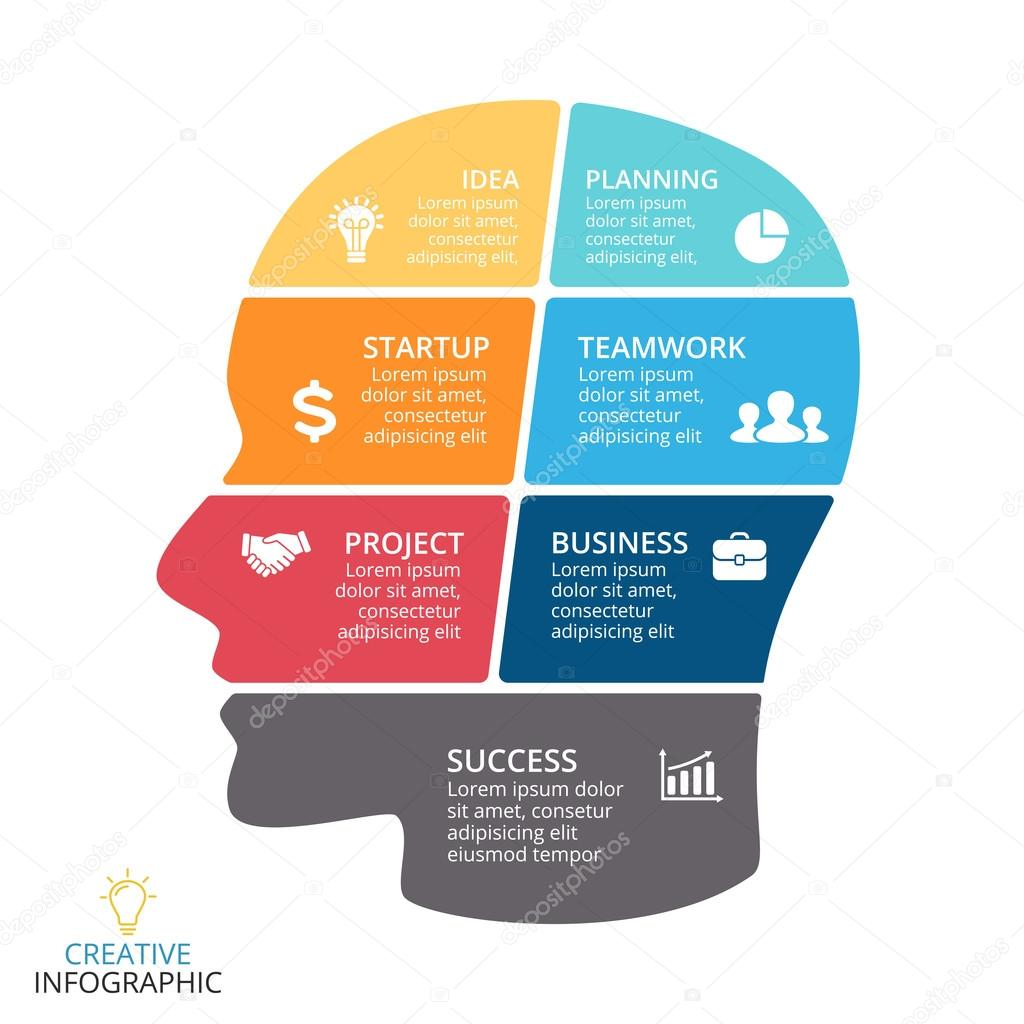 IDEA
Lorem ipsum
dolor sit amet,
consectetur
adipisicing elit,
PLANNING
Lorem ipsum
dolor sit amet,
consectetur
adipisicing elit,
STARTUP
Lorem ipsum
dolor sit amet,
consectetur
adipisicing elit
TEAMWORK
Lorem ipsum
dolor sit amet,
consectetur
adipisicing elit
PROJECT
Lorem ipsum
dolor sit amet,
consectetur
adipisicing elit
BUSINESS
Lorem ipsum
dolor sit amet,
consectetur
adipisicing elit
SUCCESS
Lorem ipsum dolor
sit amet, consetur
adipisicing elit
eiusmod tempor
CREATIVE
INFOGRAPHIC
depositphotos